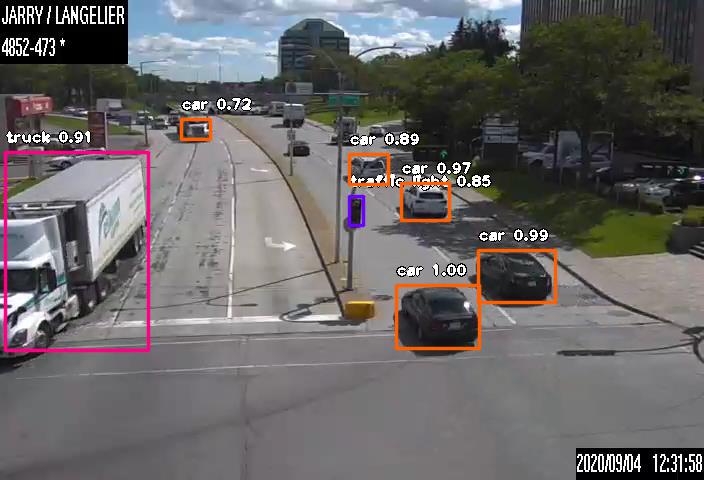 JARRY / LANGELIER
4852-473 *
car 0.72
truck 0.91
car 0.89
car 0.97
traffic light 0.85
car 0.99
car 1.00
2020/09/04 12:31:58